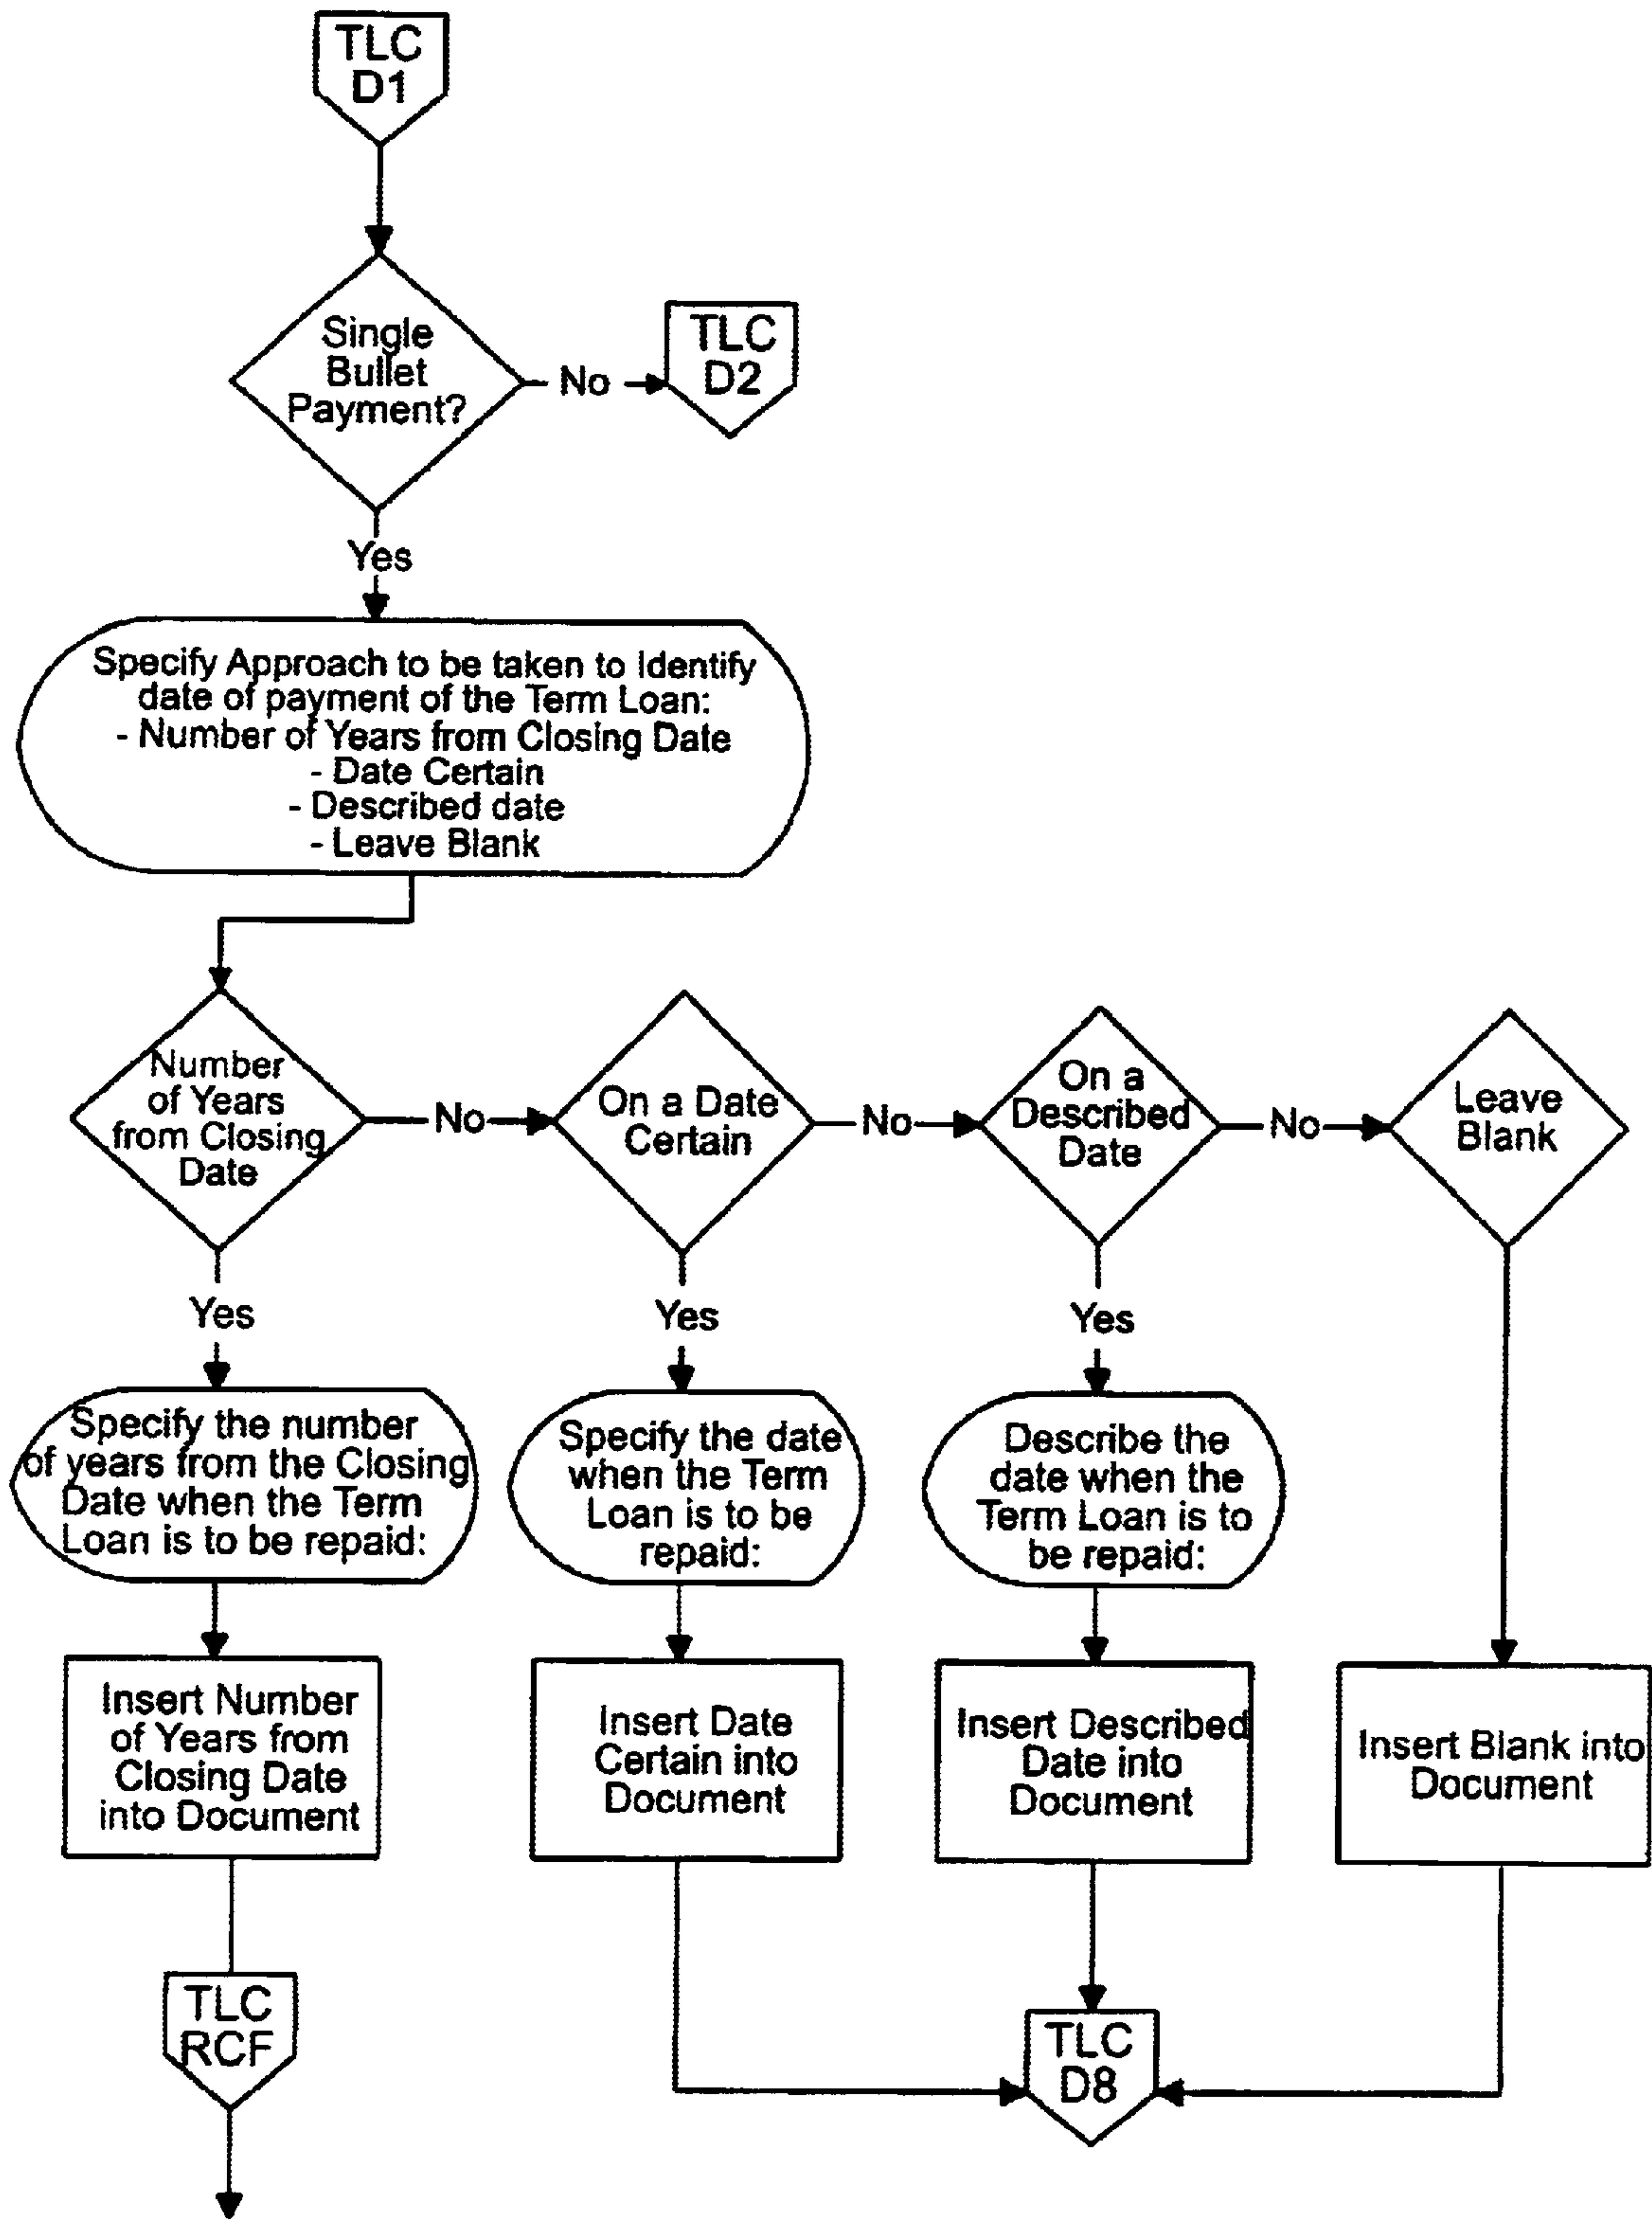 TLC
D1
Single
Bullet
Payment?
No
TLC
D2
Yes
Specify Approach to be taken to Identify
date of payment of the Term Loan:
- Number of Years from Closing Date
- Date Certain
- Described date
- Leave Blank
Number
of Years
from Closing
Date
No
On a Date
Certain
No
On a
Described
Date
No
Leave
Blank
Yes
Yes
Yes
Specify the number
of years from the Closing
Date when the Term
Loan is to be repaid:
Specify the date
when the Term
Loan is to be
repaid:
Describe the
date when the
Term Loan is to
be repaid:
Insert Number
of Years from
Closing Date
into Document
Insert Date
Certain into
Document
Insert Described
Date into
Document
Insert Blank into
Document
TLC
RCF
TLC
D8